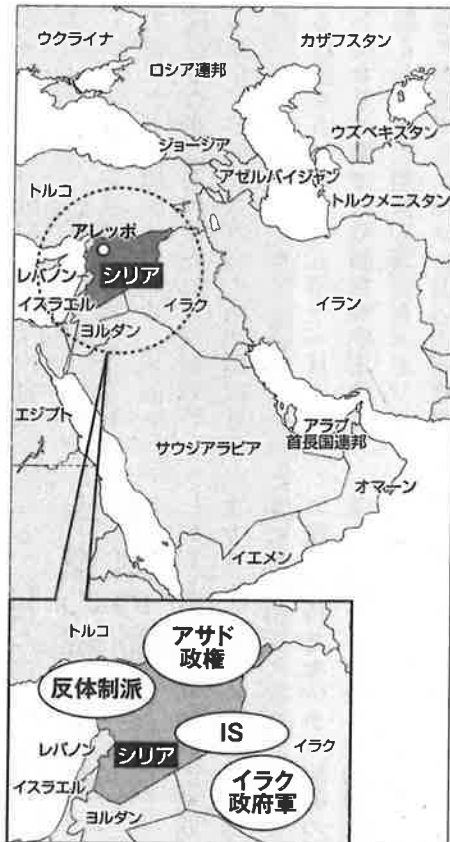 ウクライナ
カザフスタン
ロシア連邦
ウズベキスタン
ジョージア
アゼルバイジャン
トルクメニスタン
トルコ
アレッポ
レバノン
シリア
イスラエル
イラク
イラン
ヨルダン
エジプト
サウジアラビア
アラブ
首長国連邦
オマーン
イエメン
トルコ
アサド
政権
反体制派
IS
レバノン
シリア
イラク
イスラエル
イラク
政府軍
ヨルダン